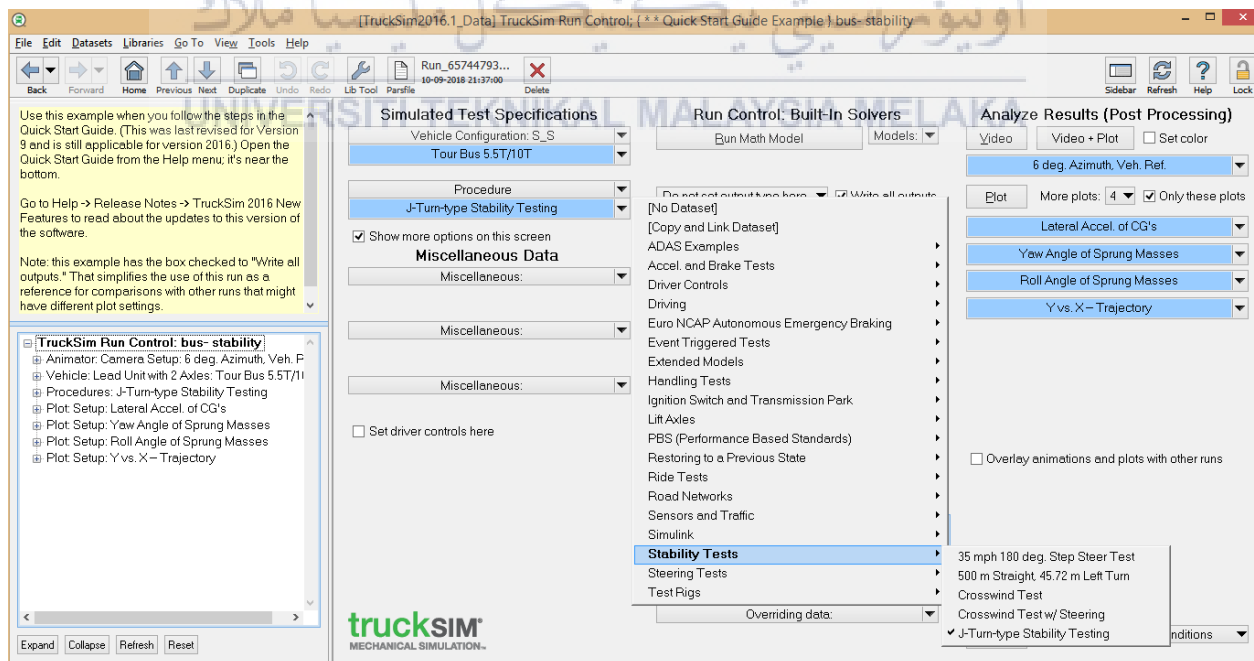 [TruckSim2016.1_Data] TruckSim Run Control; { * * Quick Start Guide Example } bus- stability
File Edit Datasets Libraries Go To View Tools Help
Back Forward Home Previous Next Duplicate Undo Redo Lib Tool Parsfile
Run_65744793...
10-09-2018 21:37:00
Delete
Sidebar Refresh Help Lock
UNIVERSITI TEKNIKAL MALAYSIA MELAKA
Use this example when you follow the steps in the
Quick Start Guide. (This was last revised for Version
9 and is still applicable for version 2016.) Open the
Quick Start Guide from the Help menu; it's near the
bottom.
Go to Help -> Release Notes -> TruckSim 2016 New
Features to read about the updates to this version of
the software.
Note: this example has the box checked to "Write all
outputs." That simplifies the use of this run as a
reference for comparisons with other runs that might
have different plot settings.
TruckSim Run Control: bus- stability
Animator: Camera Setup: 6 deg. Azimuth, Veh. P
Vehicle: Lead Unit with 2 Axles: Tour Bus 5.5T/1
Procedures: J-Turn-type Stability Testing
Plot: Setup: Lateral Accel. of CG's
Plot: Setup: Yaw Angle of Sprung Masses
Plot: Setup: Roll Angle of Sprung Masses
Plot: Setup: Y vs. X – Trajectory
Expand Collapse Refresh Reset
Simulated Test Specifications
Vehicle Configuration: S_S
Tour Bus 5.5T/10T
Procedure
J-Turn-type Stability Testing
Show more options on this screen
Miscellaneous Data
Miscellaneous:
Miscellaneous:
Miscellaneous:
Set driver controls here
truckSIM
MECHANICAL SIMULATION
Run Control: Built-In Solvers
Run Math Model
Models:
Do not set output type here
Write all outputs
[No Dataset]
[Copy and Link Dataset]
ADAS Examples
Accel. and Brake Tests
Driver Controls
Driving
Euro NCAP Autonomous Emergency Braking
Event Triggered Tests
Extended Models
Handling Tests
Ignition Switch and Transmission Park
Lift Axles
PBS (Performance Based Standards)
Restoring to a Previous State
Ride Tests
Road Networks
Sensors and Traffic
Simulink
Stability Tests
Steering Tests
Test Rigs
Overriding data:
35 mph 180 deg. Step Steer Test
500 m Straight, 45.72 m Left Turn
Crosswind Test
Crosswind Test w/ Steering
J-Turn-type Stability Testing
nditions
Analyze Results (Post Processing)
Video
Video + Plot
Set color
6 deg. Azimuth, Veh. Ref.
Plot
More plots: 4
Only these plots
Lateral Accel. of CG's
Yaw Angle of Sprung Masses
Roll Angle of Sprung Masses
Y vs. X – Trajectory
Overlay animations and plots with other runs